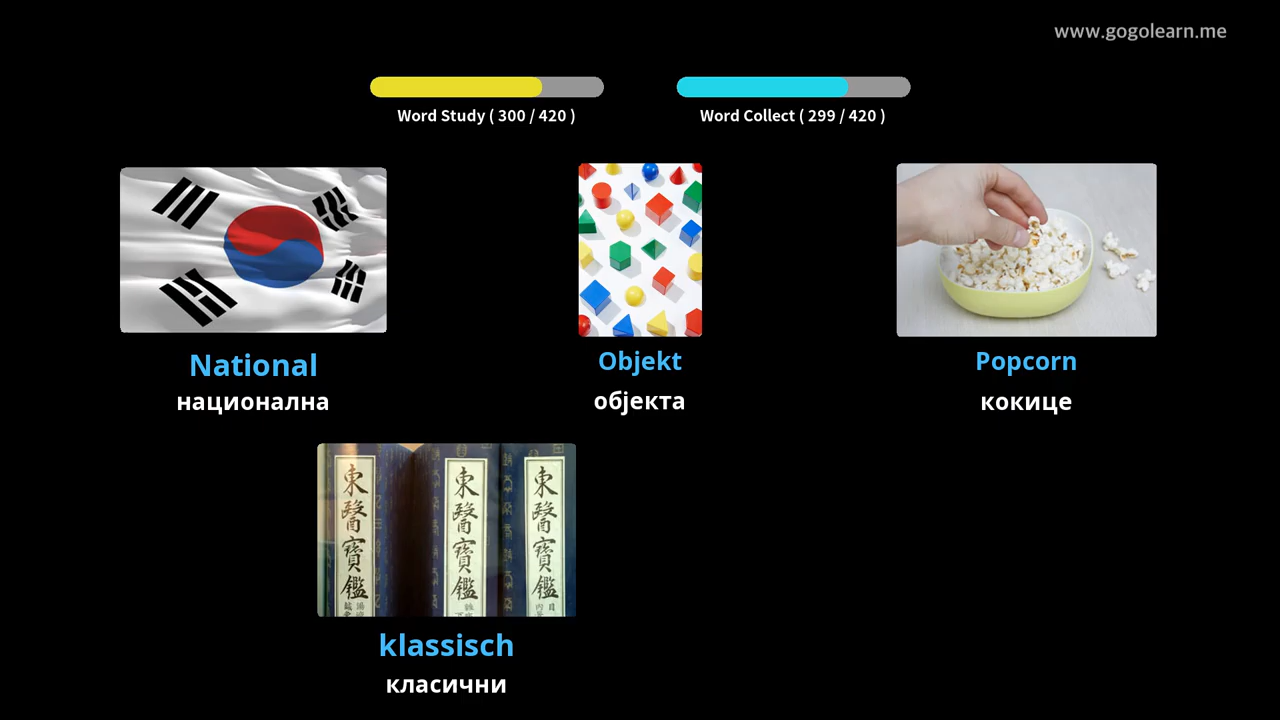 www.gogolearn.me
Word Study ( 300 / 420 )
Word Collect ( 299 / 420 )
National
национална
Objekt
објекта
Popcorn
кокице
東醫寶鑑
東醫寶鑑
東醫寶鑑
klassisch
класични